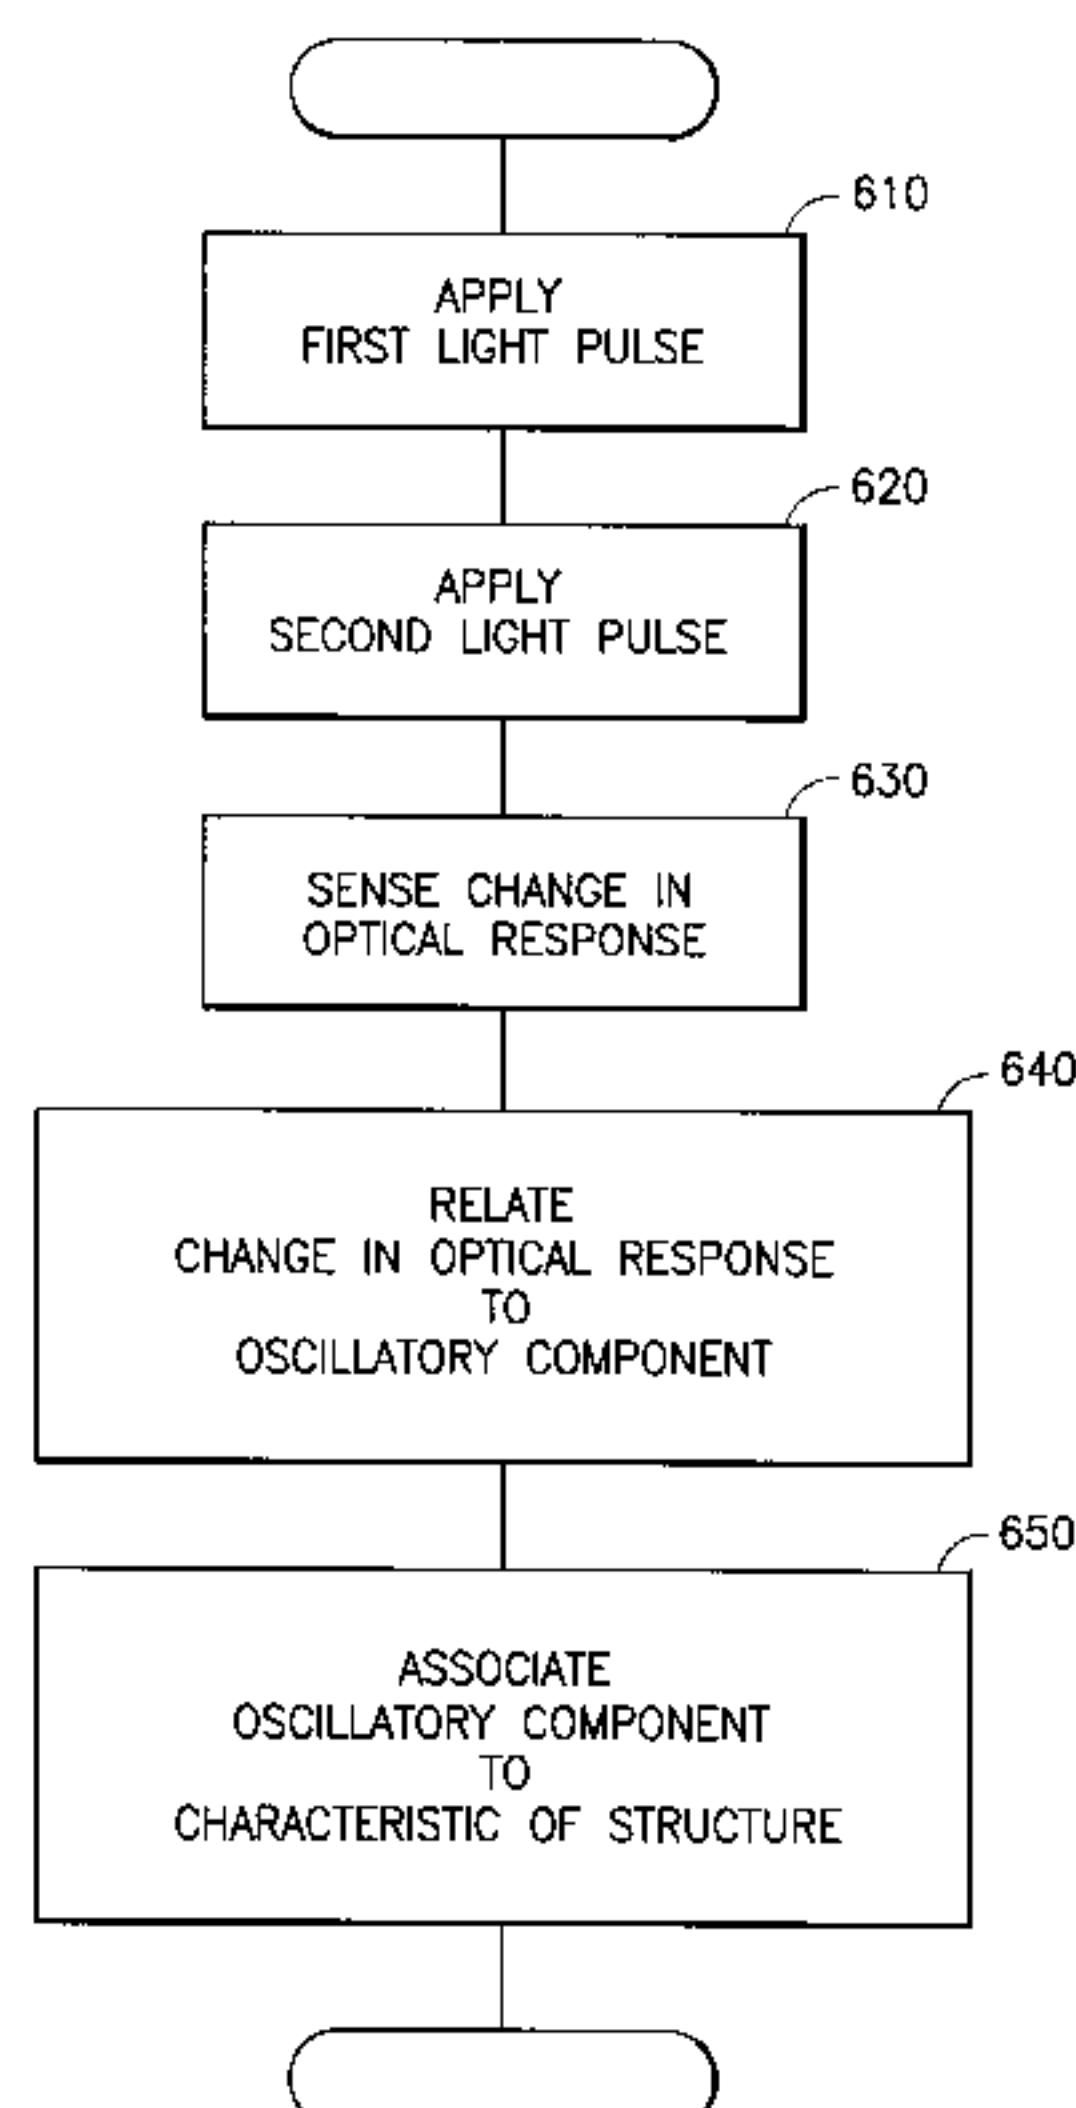 610
APPLY
FIRST LIGHT PULSE
620
APPLY
SECOND LIGHT PULSE
630
SENSE CHANGE IN
OPTICAL RESPONSE
640
RELATE
CHANGE IN OPTICAL RESPONSE
TO
OSCILLATORY COMPONENT
650
ASSOCIATE
OSCILLATORY COMPONENT
TO
CHARACTERISTIC OF STRUCTURE